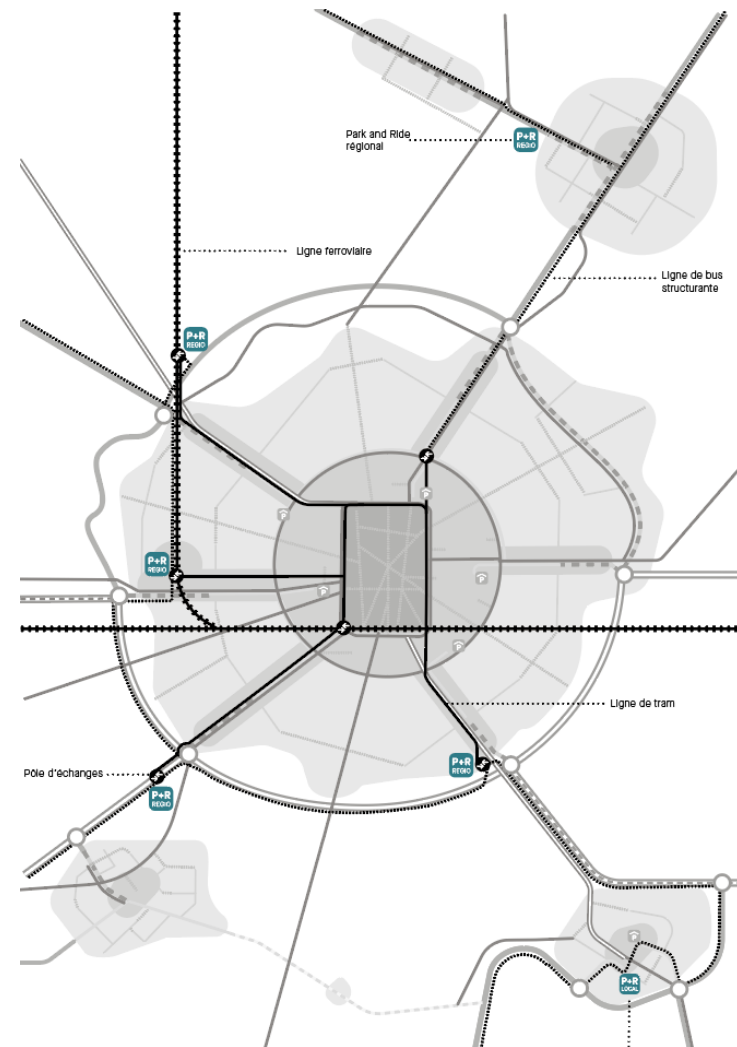 Park and Ride
régional
P+R
REGIO
Ligne ferroviaire
Ligne de bus
structurante
P+R
REGIO
P
P
P+R
REGIO
P
P
P
Ligne de tram
Pôle d'échanges
P+R
REGIO
P+R
REGIO
P
P+R
LOCAL